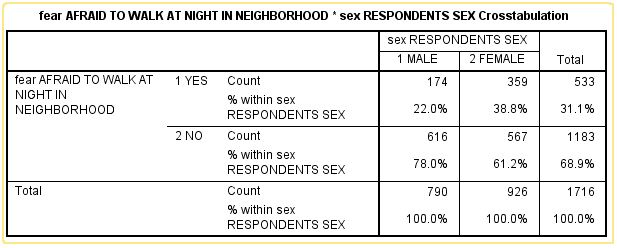 fear AFRAID TO WALK AT NIGHT IN NEIGHBORHOOD * sex RESPONDENTS SEX Crosstabulation
sex RESPONDENTS SEX
1 MALE 2 FEMALE Total
fear AFRAID TO WALK AT NIGHT IN NEIGHBORHOOD 1 YES Count 174 359 533
% within sex RESPONDENTS SEX 22.0% 38.8% 31.1%
2 NO Count 616 567 1183
% within sex RESPONDENTS SEX 78.0% 61.2% 68.9%
Total Count 790 926 1716
% within sex RESPONDENTS SEX 100.0% 100.0% 100.0%